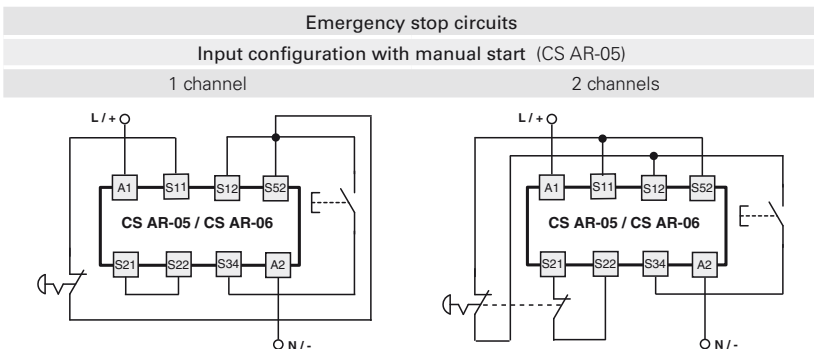 Emergency stop circuits
Input configuration with manual start (CS AR-05)
1 channel
2 channels
L / +
A1 S11 S12 S52
CS AR-05 / CS AR-06
S21 S22 S34 A2
N / -
L / +
A1 S11 S12 S52
CS AR-05 / CS AR-06
S21 S22 S34 A2
N / -